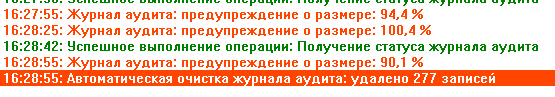 16:27:55: Журнал аудита: предупреждение о размере: 94,4 %
16:28:25: Журнал аудита: предупреждение о размере: 100,4 %
16:28:42: Успешное выполнение операции: Получение статуса журнала аудита
16:28:55: Журнал аудита: предупреждение о размере: 90,1 %
16:28:55: Автоматическая очистка журнала аудита: удалено 277 записей